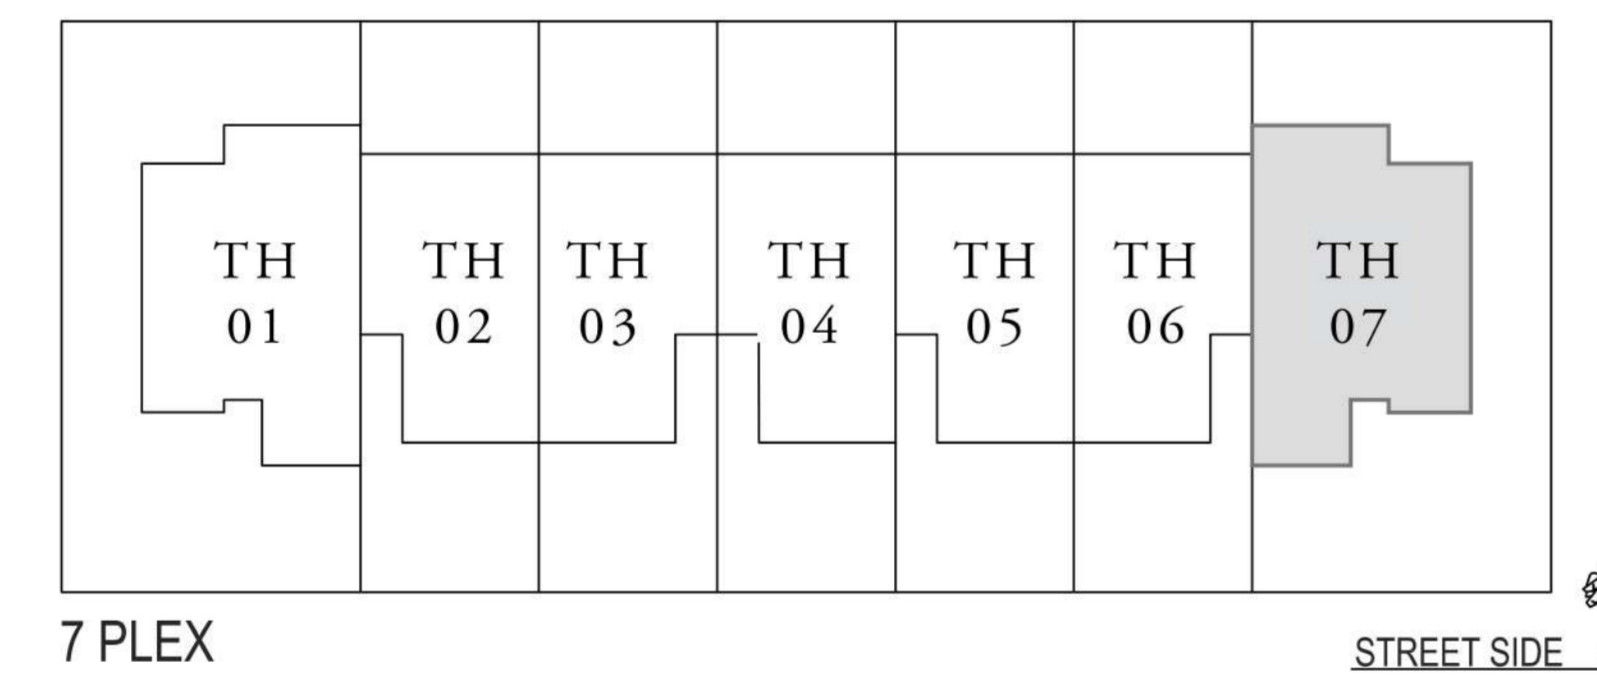 TH TH TH TH TH TH TH
01 02 03 04 05 06 07
7 PLEX
STREET SIDE